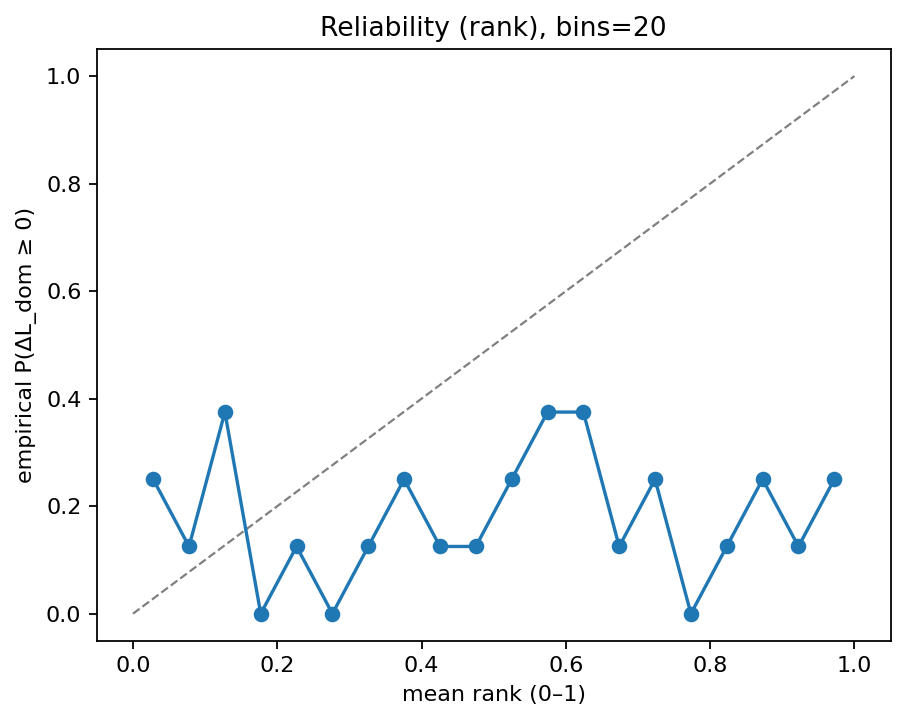 Reliability (rank), bins=20
empirical P(ΔL_dom ≥ 0)
1.0
0.8
0.6
0.4
0.2
0.0
0.0 0.2 0.4 0.6 0.8 1.0
mean rank (0–1)